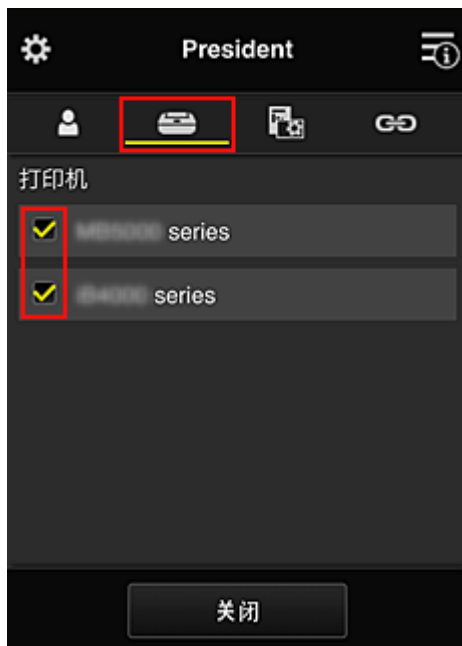 President
打印机
series
series
关闭